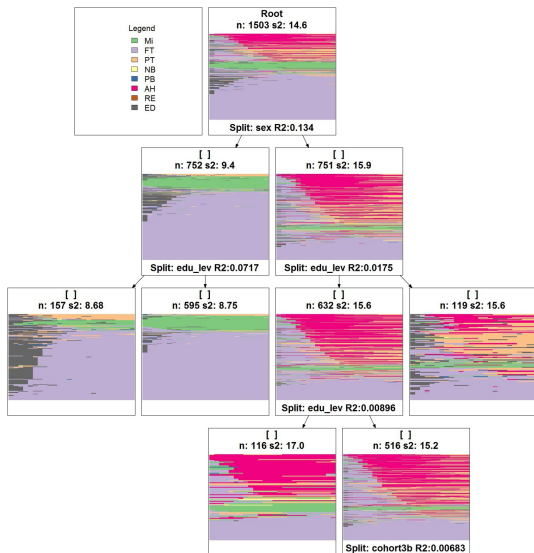 Root
n: 1503 s2: 14.6
Legend
Mi
FT
PT
NB
PB
AH
RE
ED
Split: sex R2:0.134
[ ]
n: 752 s2: 9.4
[ ]
n: 751 s2: 15.9
Split: edu_lev R2:0.0717
Split: edu_lev R2:0.0175
[ ]
n: 157 s2: 8.68
[ ]
n: 595 s2: 8.75
[ ]
n: 632 s2: 15.6
[ ]
n: 119 s2: 15.6
Split: edu_lev R2:0.00896
[ ]
n: 116 s2: 17.0
[ ]
n: 516 s2: 15.2
Split: cohort3b R2:0.00683